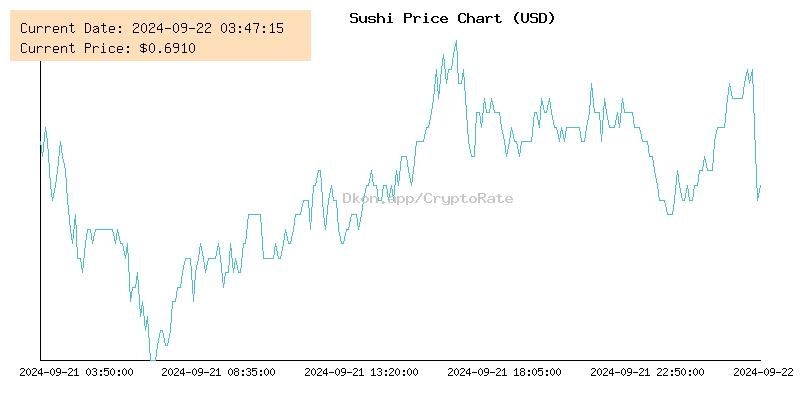 Sushi Price Chart (USD)
Current Date: 2024-09-22 03:47:15
Current Price: $0.6910
Dkon.app/CryptoRate
2024-09-21 03:50:00 2024-09-21 08:35:00 2024-09-21 13:20:00 2024-09-21 18:05:00 2024-09-21 22:50:00 2024-09-22